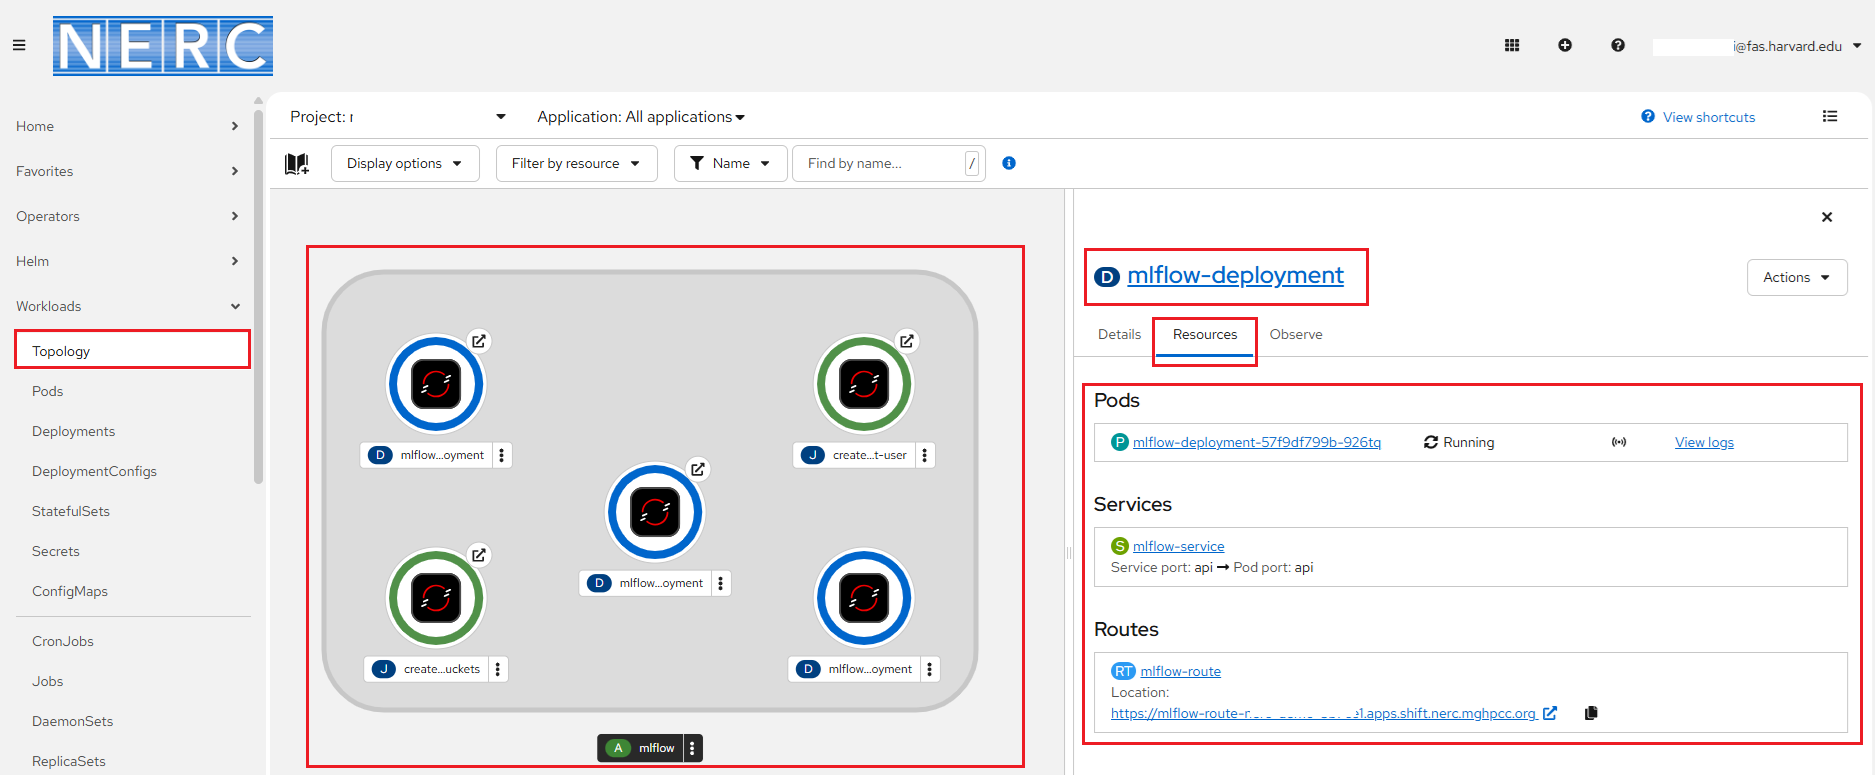 NERC
i@fas.harvard.edu
Home
Favorites
Operators
Helm
Workloads
Topology
Pods
Deployments
DeploymentConfigs
StatefulSets
Secrets
ConfigMaps
CronJobs
Jobs
DaemonSets
ReplicaSets
Project: r
Application: All applications
View shortcuts
Display options
Filter by resource
Name
Find by name...
/
D mlflow...oyment
J create...t-user
D mlflow...oyment
J create...uckets
D mlflow...oyment
A mlflow
D mlflow-deployment
Actions
Details
Resources
Observe
Pods
P mlflow-deployment-57f9df799b-926tq
Running
View logs
Services
S mlflow-service
Service port: api → Pod port: api
Routes
RT mlflow-route
Location:
https://mlflow-route-r 1.apps.shift.nerc.mghpcc.org